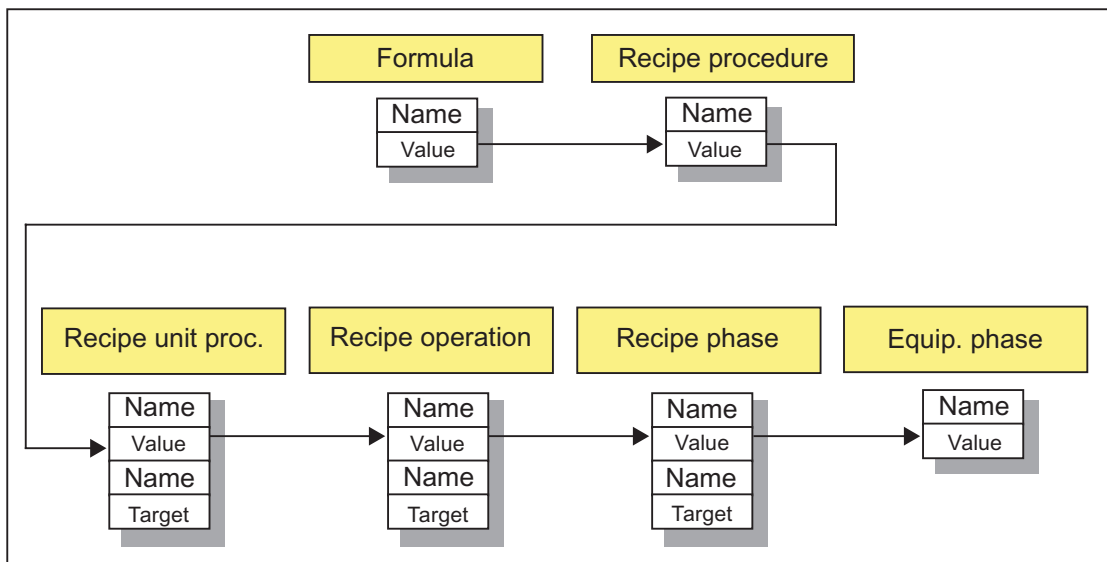 Formula
Recipe procedure
Name
Value
Name
Value
Recipe unit proc.
Recipe operation
Recipe phase
Equip. phase
Name
Value
Name
Target
Name
Value
Name
Target
Name
Value
Name
Target
Name
Value